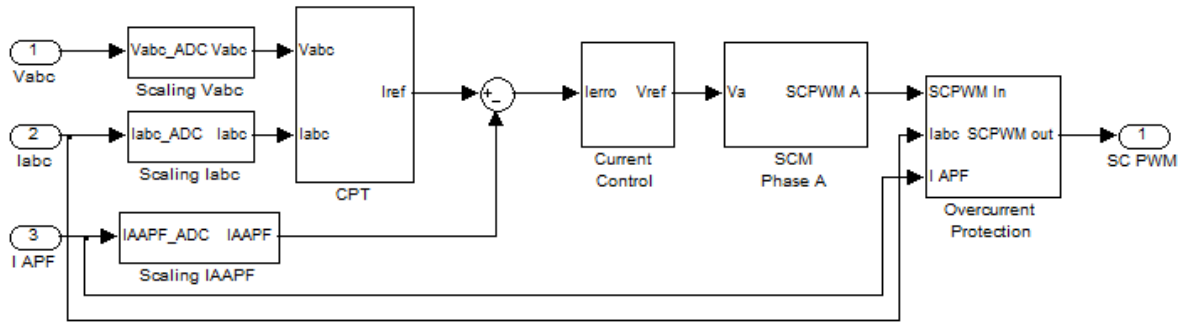 1
Vabc
Vabc_ADC Vabc
Scaling Vabc
2
Iabc
Iabc_ADC Iabc
Scaling Iabc
3
I APF
IAAPF_ADC IAAPF
Scaling IAAPF
Vabc
Iref
Iabc
CPT
+
−
Ierro Vref
Current
Control
Va SCPWM A
SCM
Phase A
SCPWM In
Iabc SCPWM out
I APF
Overcurrent
Protection
1
SC PWM